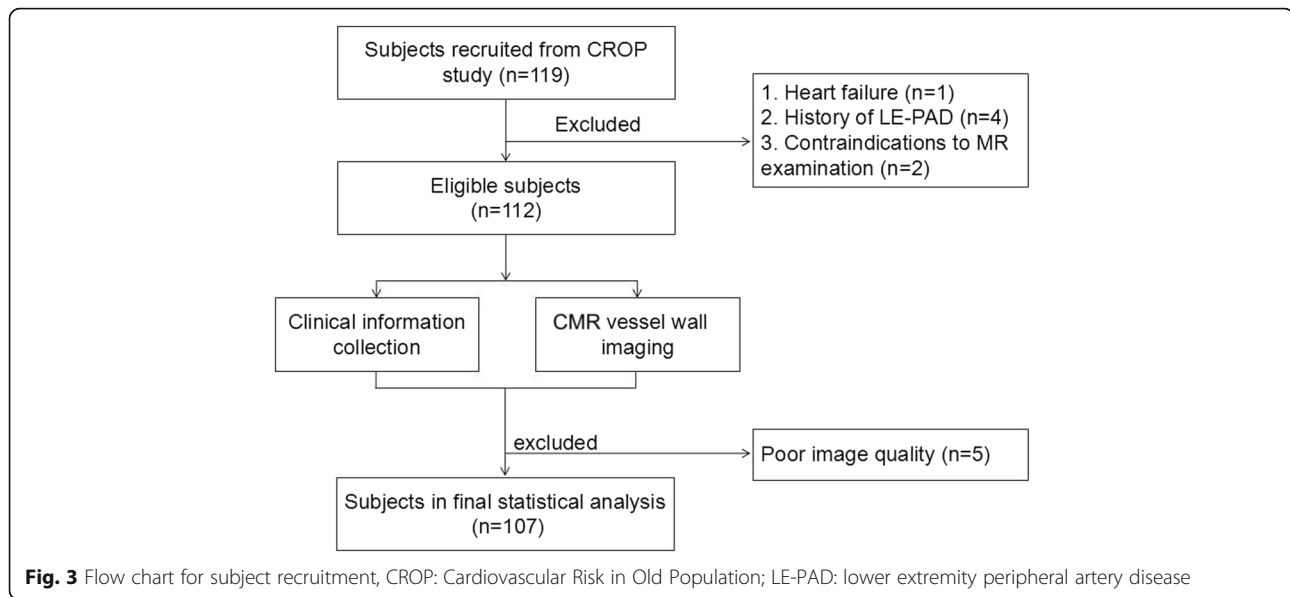 Subjects recruited from CROP
study (n=119)
Excluded
1. Heart failure (n=1)
2. History of LE-PAD (n=4)
3. Contraindications to MR
examination (n=2)
Eligible subjects
(n=112)
Clinical information
collection
CMR vessel wall
imaging
excluded
Poor image quality (n=5)
Subjects in final statistical analysis
(n=107)
Fig. 3 Flow chart for subject recruitment, CROP: Cardiovascular Risk in Old Population; LE-PAD: lower extremity peripheral artery disease